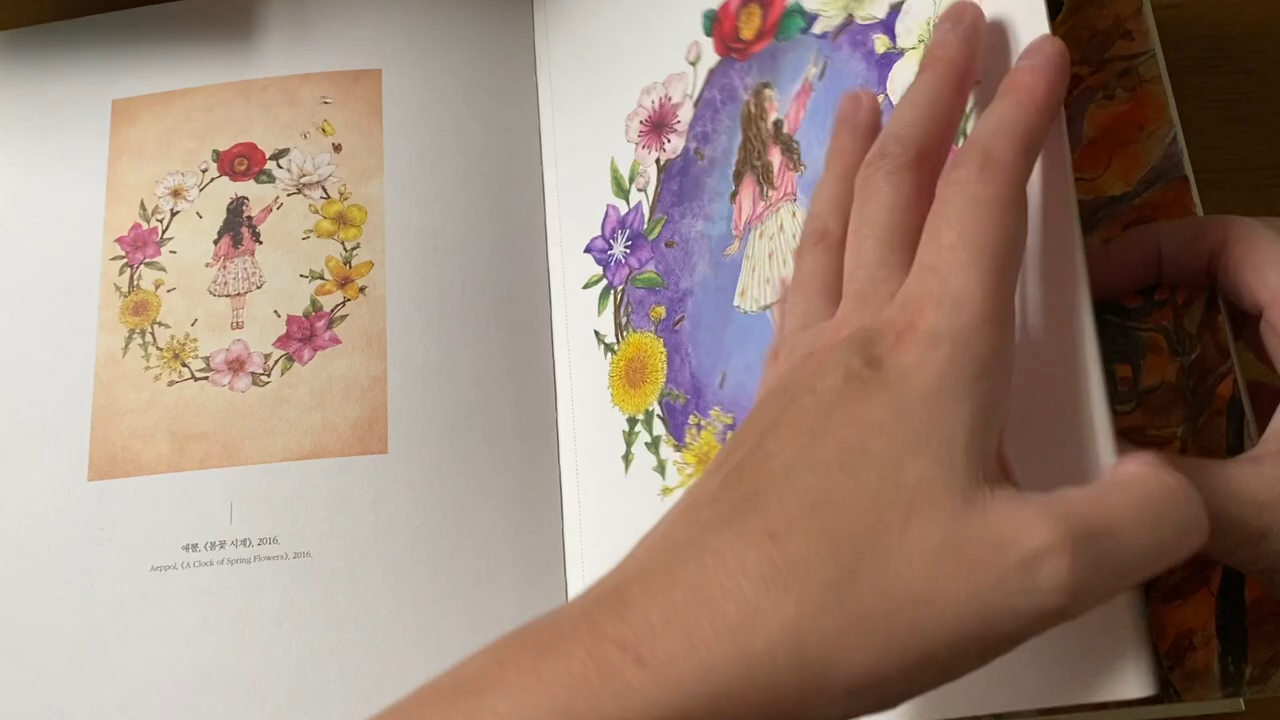 애뽈, 《봄꽃 시계》, 2016.
Aeppol, 《A Clock of Spring Flowers》, 2016.